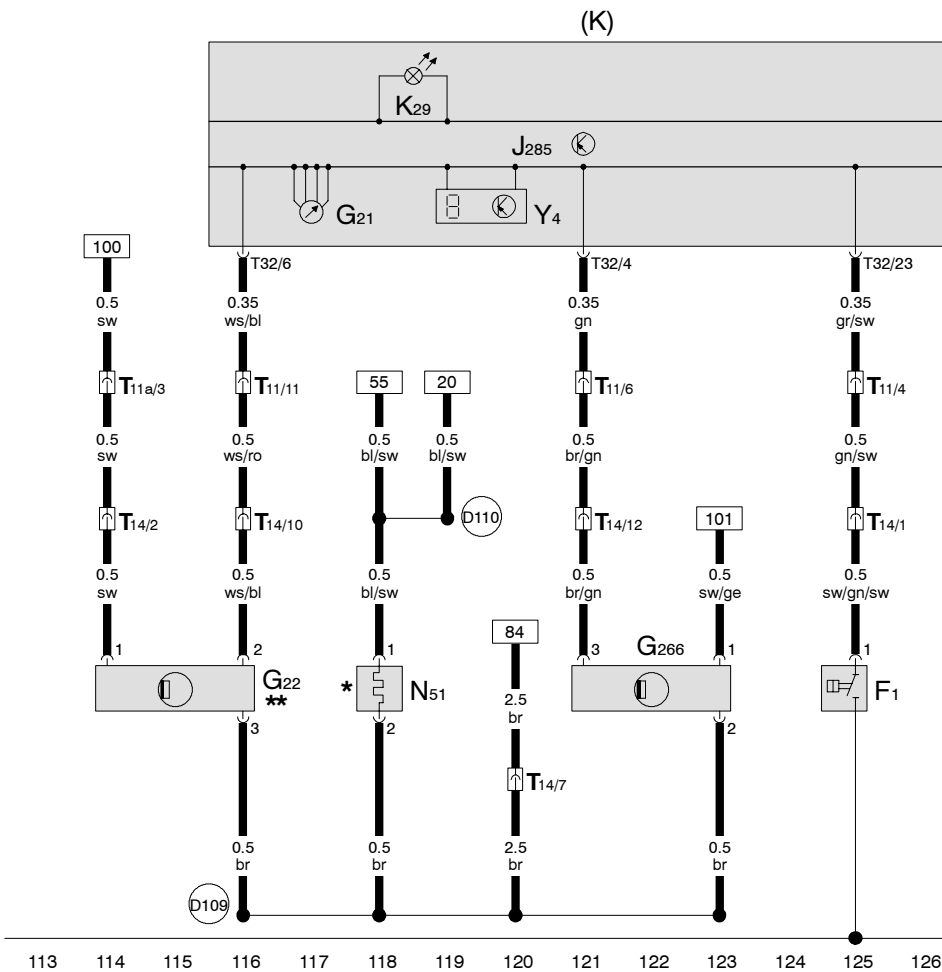 (K)
K29
J285
G21
Y4
100
T32/6
T32/4
T32/23
0.5
sw
0.35
ws/bl
0.35
gn
0.35
gr/sw
T11a/3
T11/11
55
20
T11/6
T11/4
0.5
sw
0.5
ws/ro
0.5
bl/sw
0.5
bl/sw
0.5
br/gn
0.5
gn/sw
T14/2
T14/10
D110
T14/12
101
T14/1
0.5
sw
0.5
ws/bl
0.5
bl/sw
0.5
br/gn
0.5
sw/ge
0.5
sw/gn/sw
84
1
2
1
3
G266
1
1
G22
**
*
N51
2.5
br
F1
3
2
2
T14/7
0.5
br
0.5
br
2.5
br
0.5
br
D109
113 114 115 116 117 118 119 120 121 122 123 124 125 126